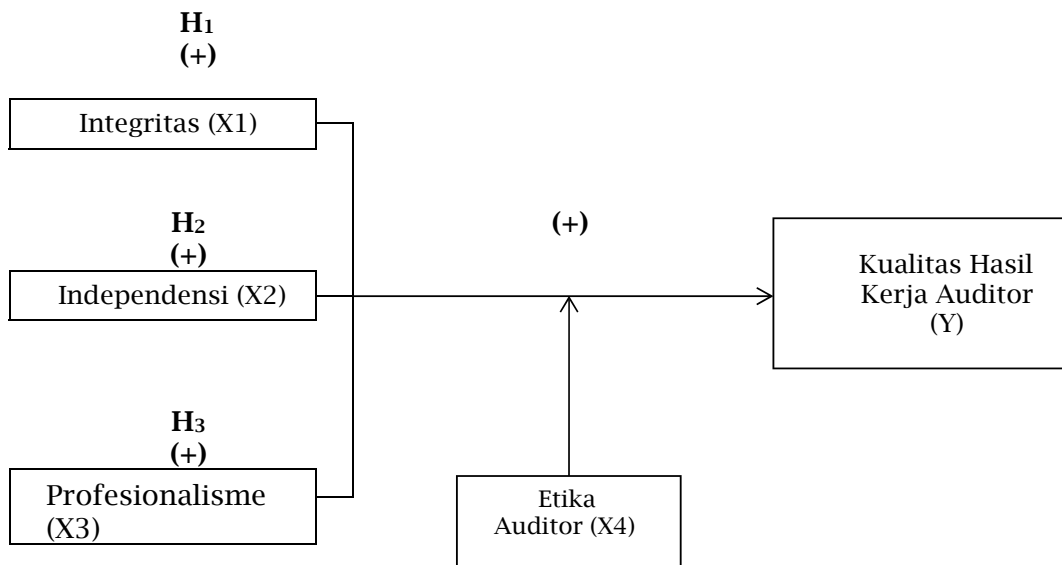 H1
(+)
Integritas (X1)
H2
(+)
Independensi (X2)
(+)
Kualitas Hasil
Kerja Auditor
(Y)
H3
(+)
Profesionalisme
(X3)
Etika
Auditor (X4)